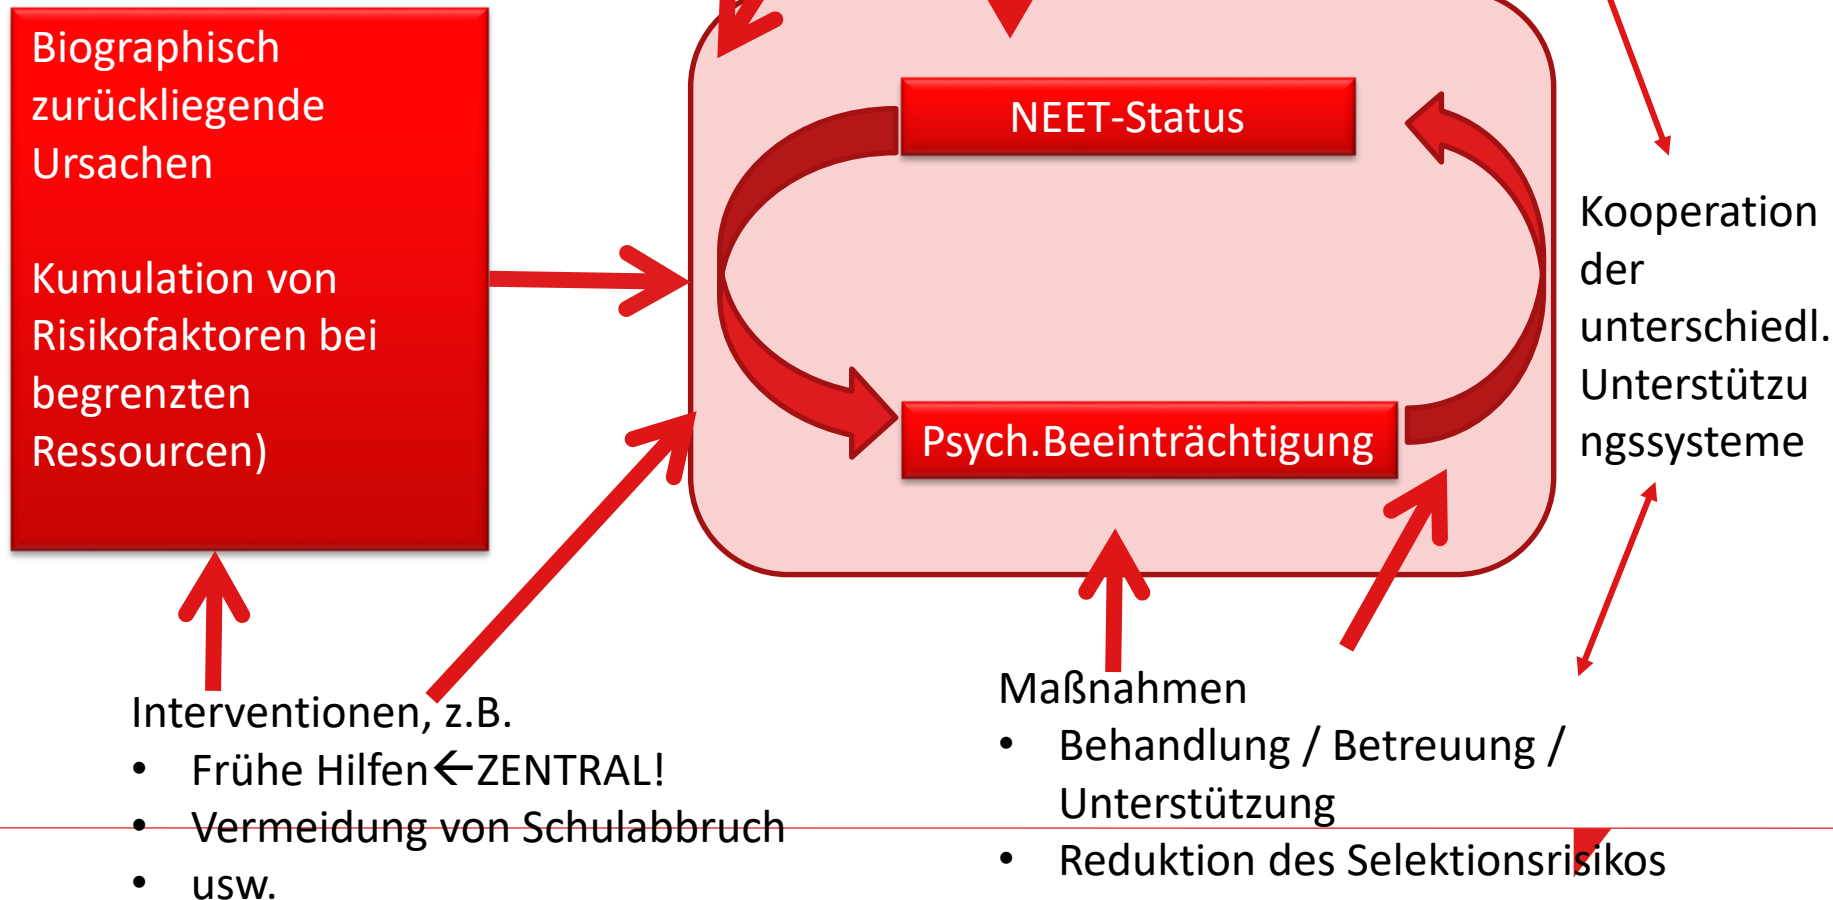 Biographisch
zurückliegende
Ursachen
Kumulation von
Risikofaktoren bei
begrenzten
Ressourcen)
NEET-Status
Psych.Beeinträchtigung
Kooperation
der
unterschiedl.
Unterstützu
ngssysteme
Interventionen, z.B.
• Frühe Hilfen←ZENTRAL!
• Vermeidung von Schulabbruch
• usw.
Maßnahmen
• Behandlung / Betreuung /
Unterstützung
• Reduktion des Selektionsrisikos